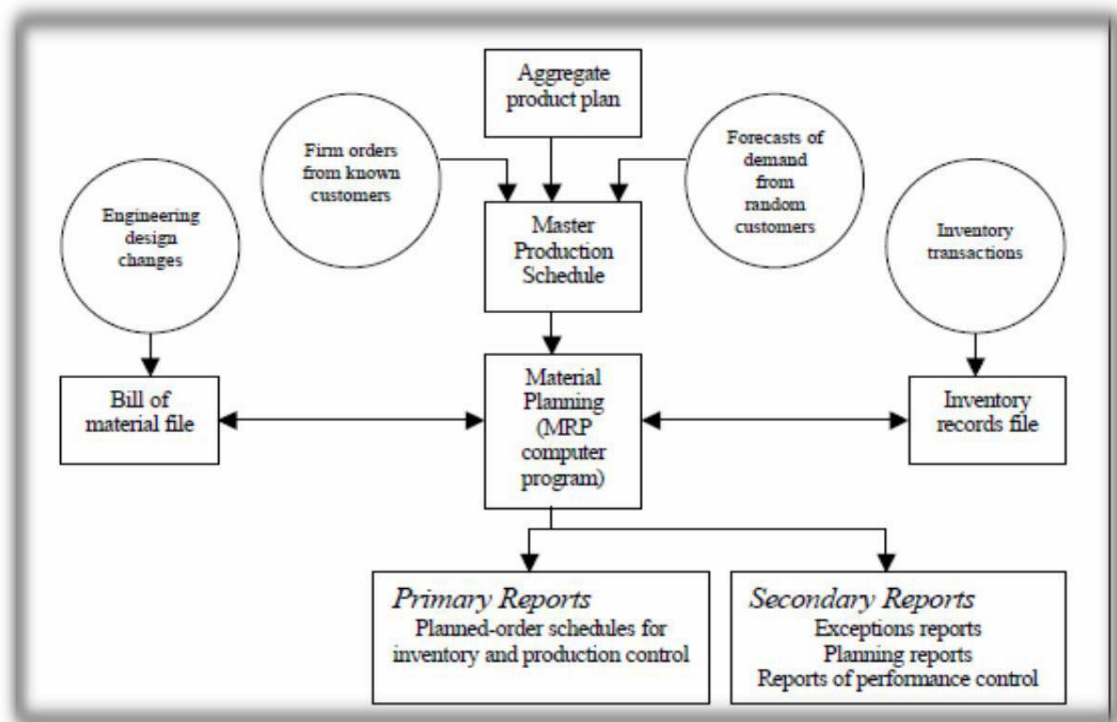 Aggregate
product plan
Firm orders
from known
customers
Forecasts of
demand
from
random
customers
Engineering
design
changes
Master
Production
Schedule
Inventory
transactions
Bill of
material file
Material
Planning
(MRP
computer
program)
Inventory
records file
Primary Reports
Planned-order schedules for
inventory and production control
Secondary Reports
Exceptions reports
Planning reports
Reports of performance control